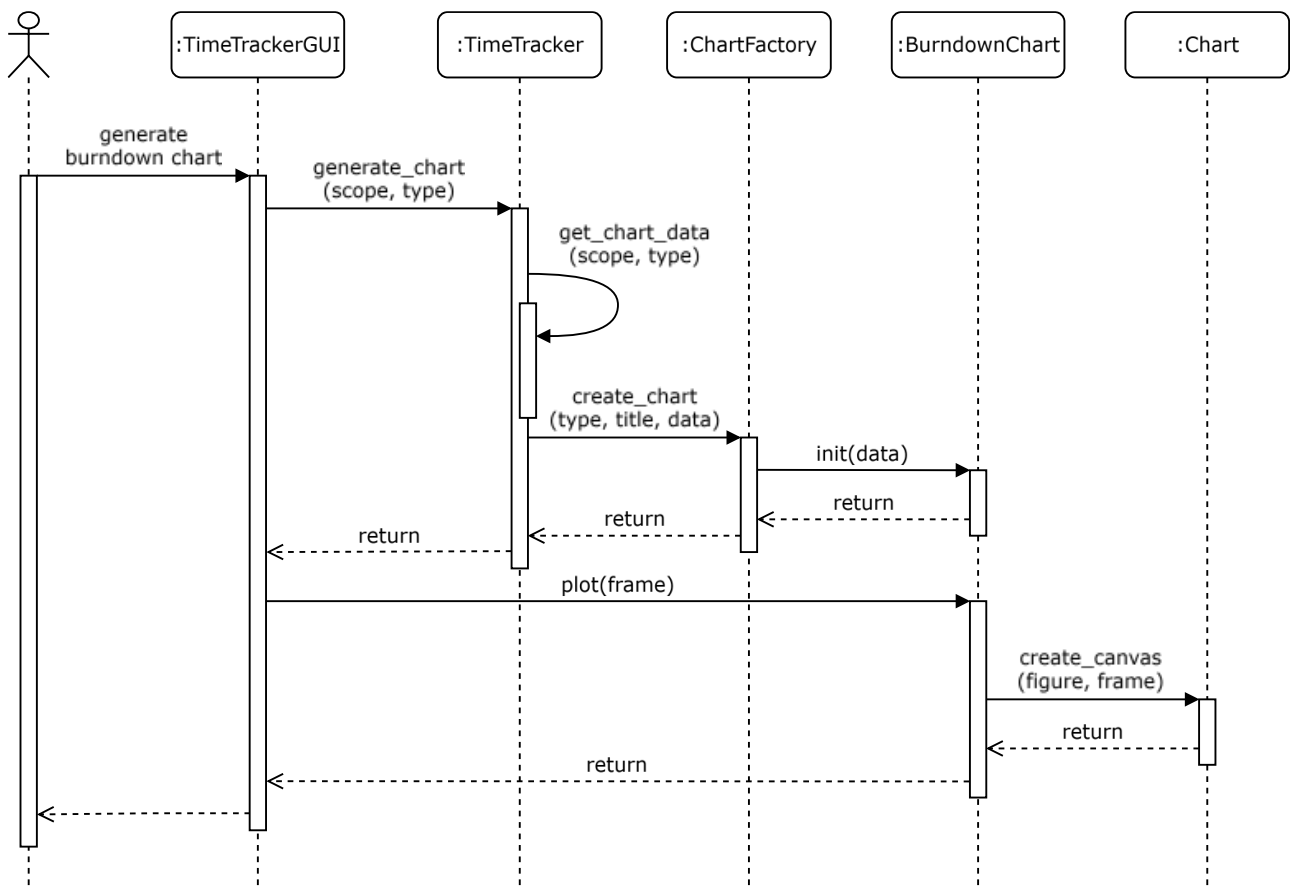 :TimeTrackerGUI
:TimeTracker
:ChartFactory
:BurndownChart
:Chart
generate
burndown chart
generate_chart
(scope, type)
get_chart_data
(scope, type)
create_chart
(type, title, data)
init(data)
return
return
return
plot(frame)
create_canvas
(figure, frame)
return
return